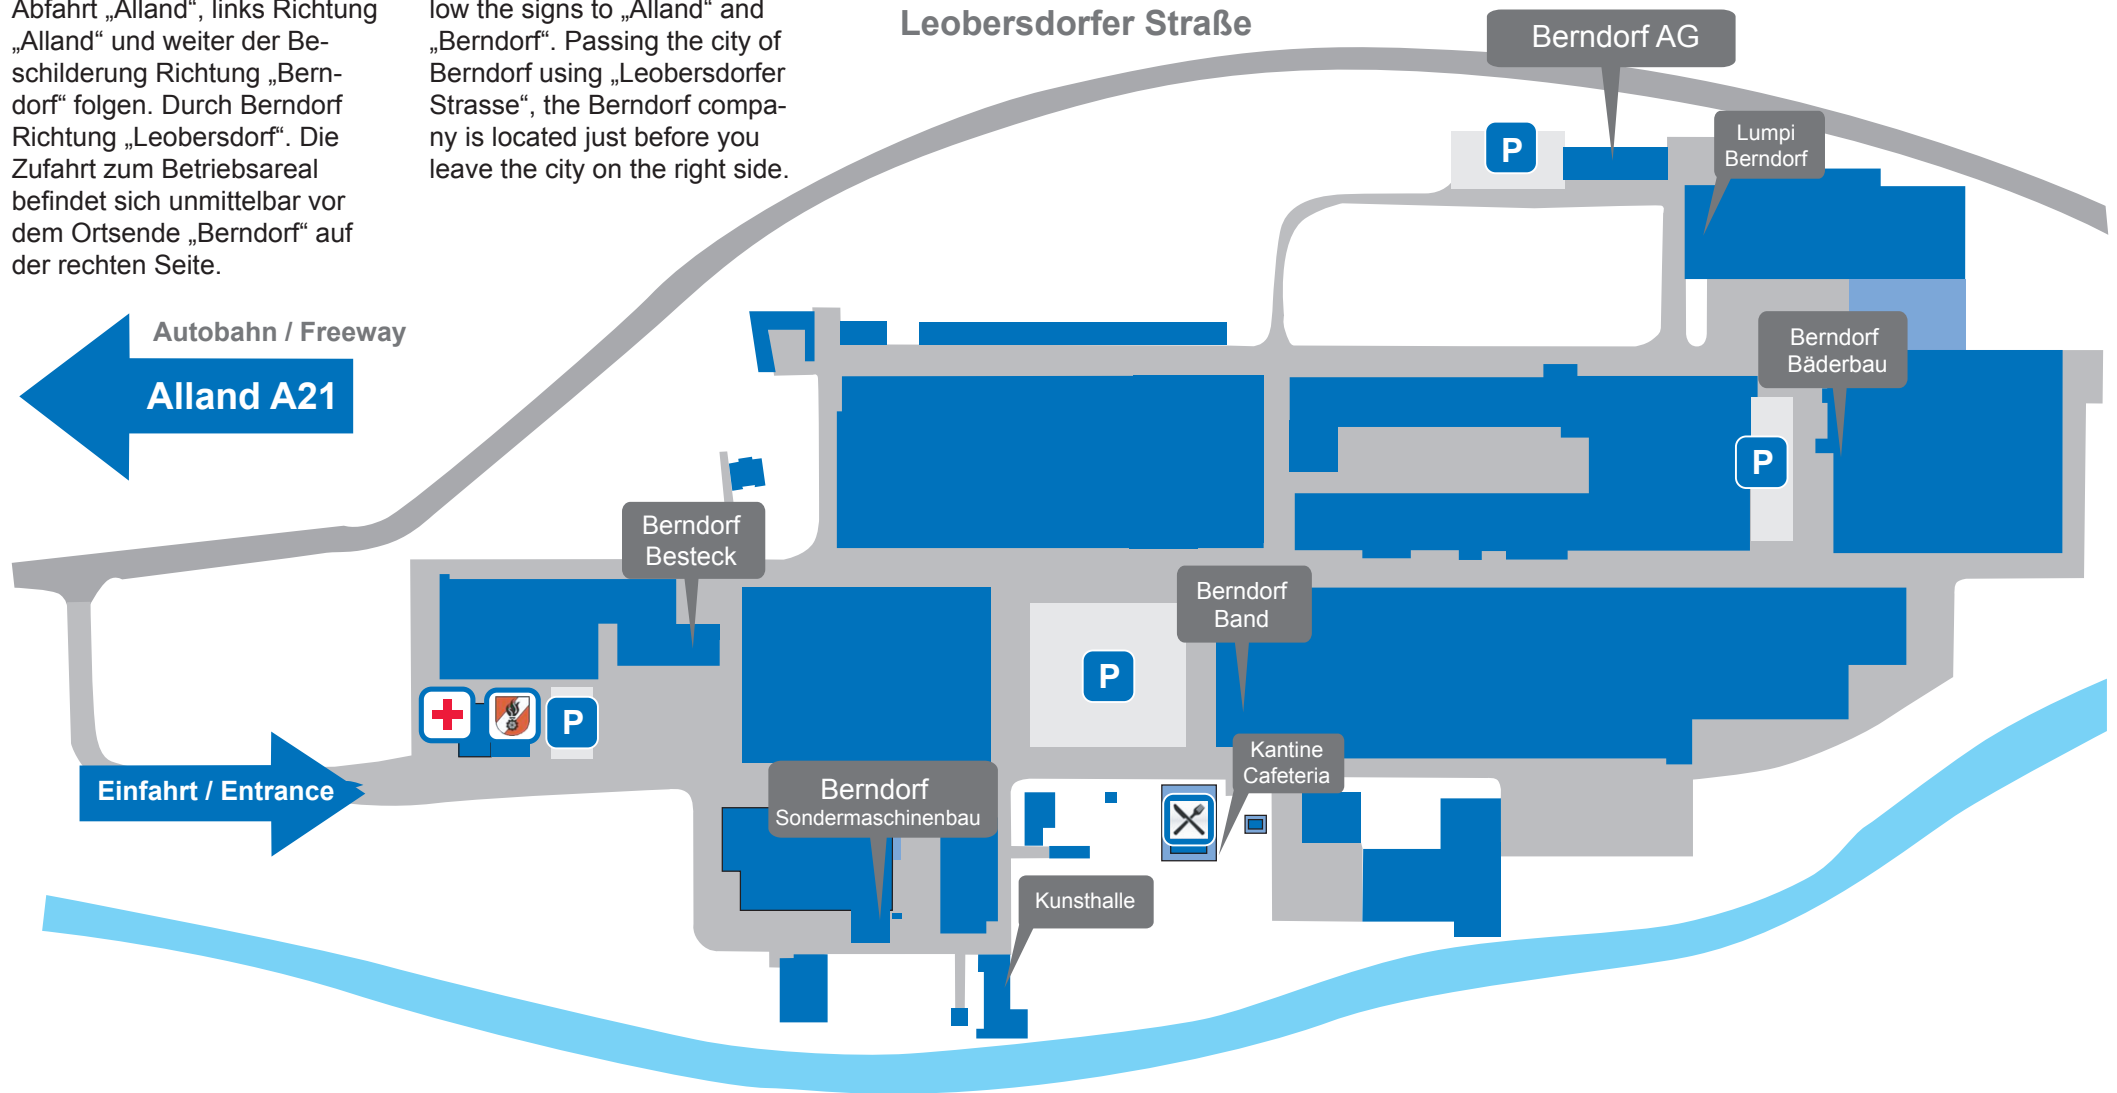 Abfahrt „Alland“, links Richtung
„Alland“ und weiter der Be-
schilderung Richtung „Bern-
dorf“ folgen. Durch Berndorf
Richtung „Leobersdorf“. Die
Zufahrt zum Betriebsareal
befindet sich unmittelbar vor
dem Ortsende „Berndorf“ auf
der rechten Seite.
low the signs to „Alland“ and
„Berndorf“. Passing the city of
Berndorf using „Leobersdorfer
Strasse“, the Berndorf compa-
ny is located just before you
leave the city on the right side.
Leobersdorfer Straße
Berndorf AG
P
Lumpi
Berndorf
Autobahn / Freeway
Alland A21
Berndorf
Bäderbau
P
Berndorf
Besteck
Berndorf
Band
P
P
Einfahrt / Entrance
Kantine
Cafeteria
Berndorf
Sondermaschinenbau
Kunsthalle